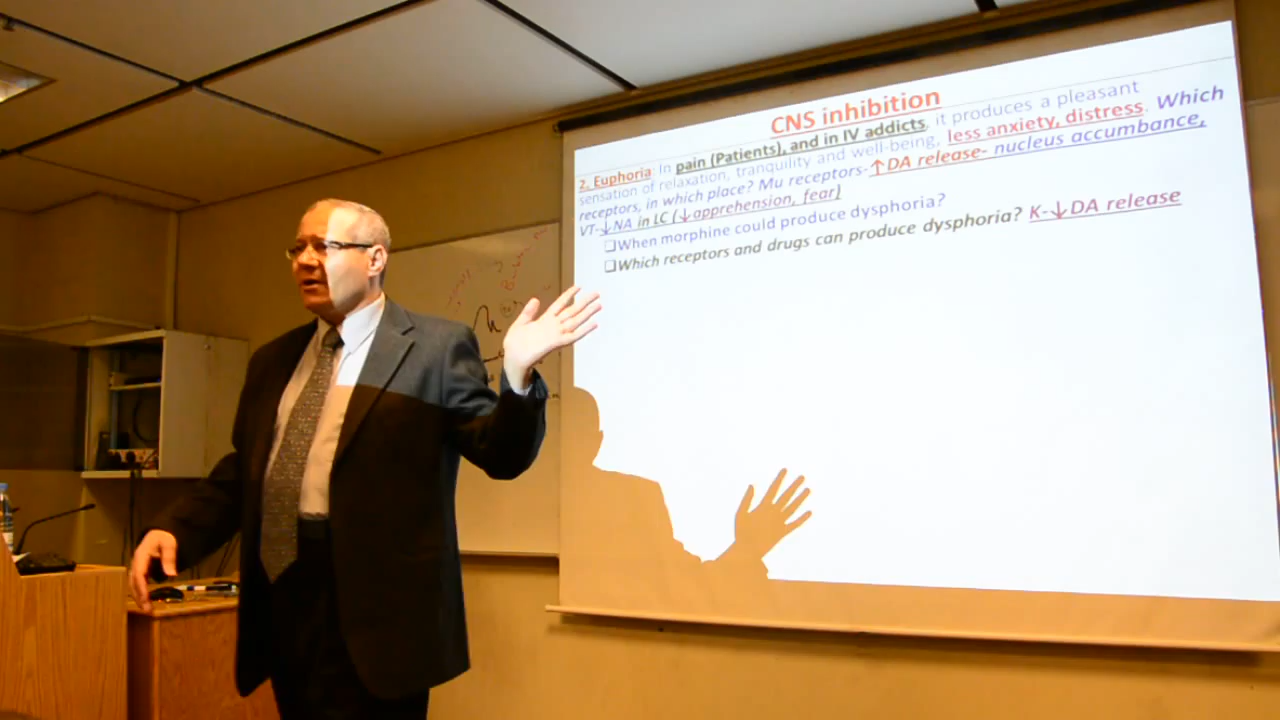 CNS inhibition
2. Euphoria: In pain (Patients), and in IV addicts, it produces a pleasant
sensation of relaxation, tranquility and well-being, less anxiety, distress. Which
receptors, in which place? Mu receptors-↑DA release- nucleus accumbance,
VT-↓NA in LC (↓apprehension, fear)
❑When morphine could produce dysphoria?
❑Which receptors and drugs can produce dysphoria? K-↓DA release